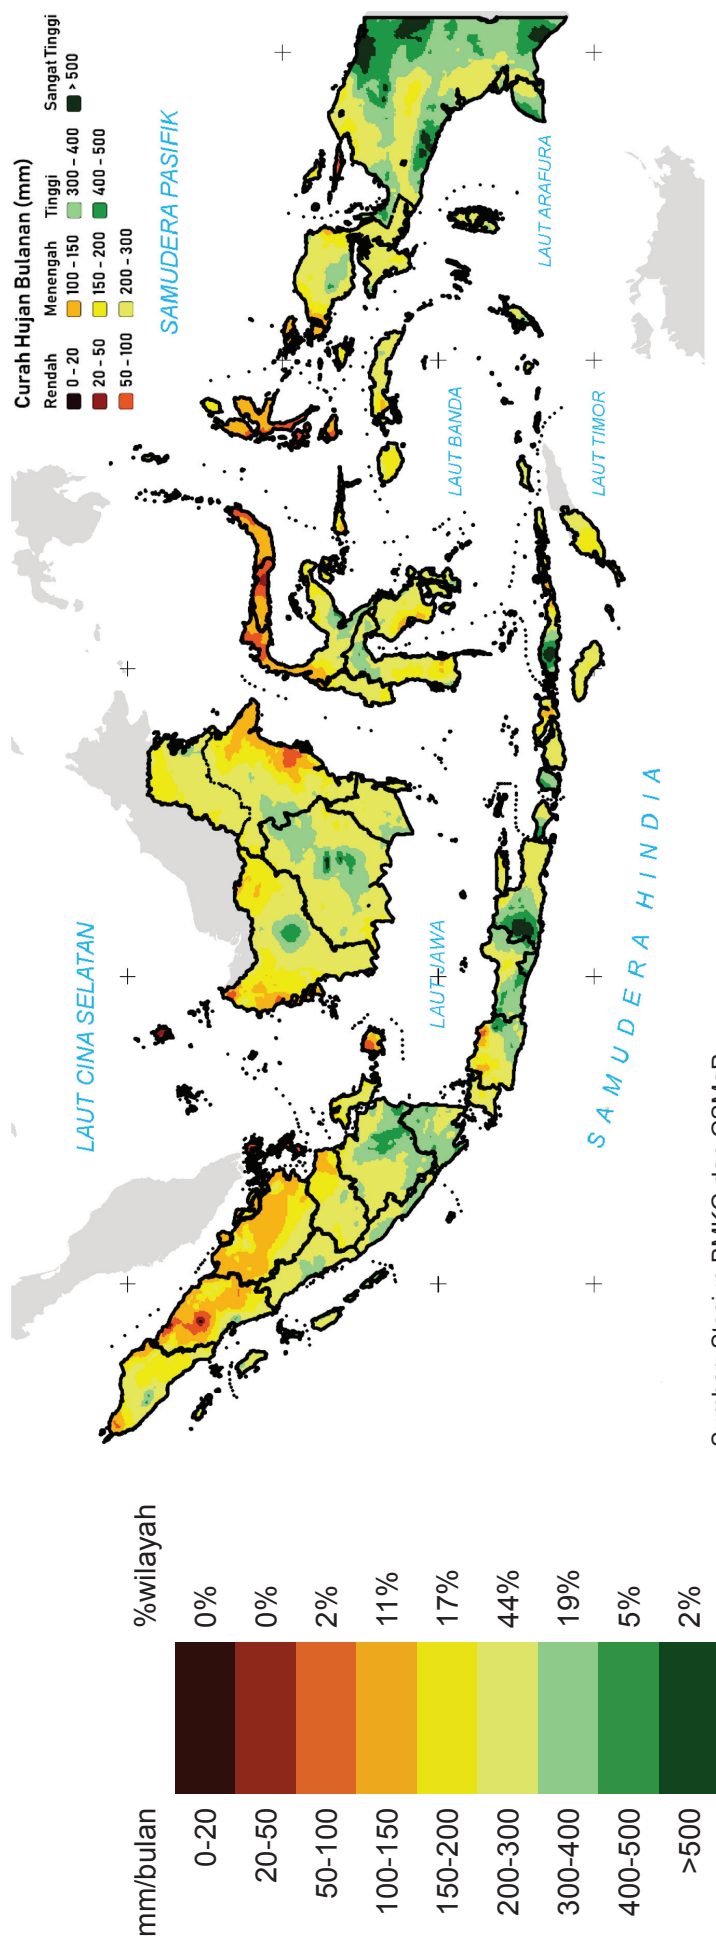 Curah Hujan Bulanan (mm)
Rendah Menengah Tinggi Sangat Tinggi
0 - 20 100 - 150 300 - 400 > 500
20 - 50 150 - 200 400 - 500
50 - 100 200 - 300
LAUT CINA SELATAN
SAMUDERA PASIFIK
LAUT JAWA
LAUT BANDA
LAUT ARAFURA
LAUT TIMOR
SAMUDERA HINDIA
mm/bulan %wilayah
0-20 0%
20-50 0%
50-100 2%
100-150 11%
150-200 17%
200-300 44%
300-400 19%
400-500 5%
>500 2%